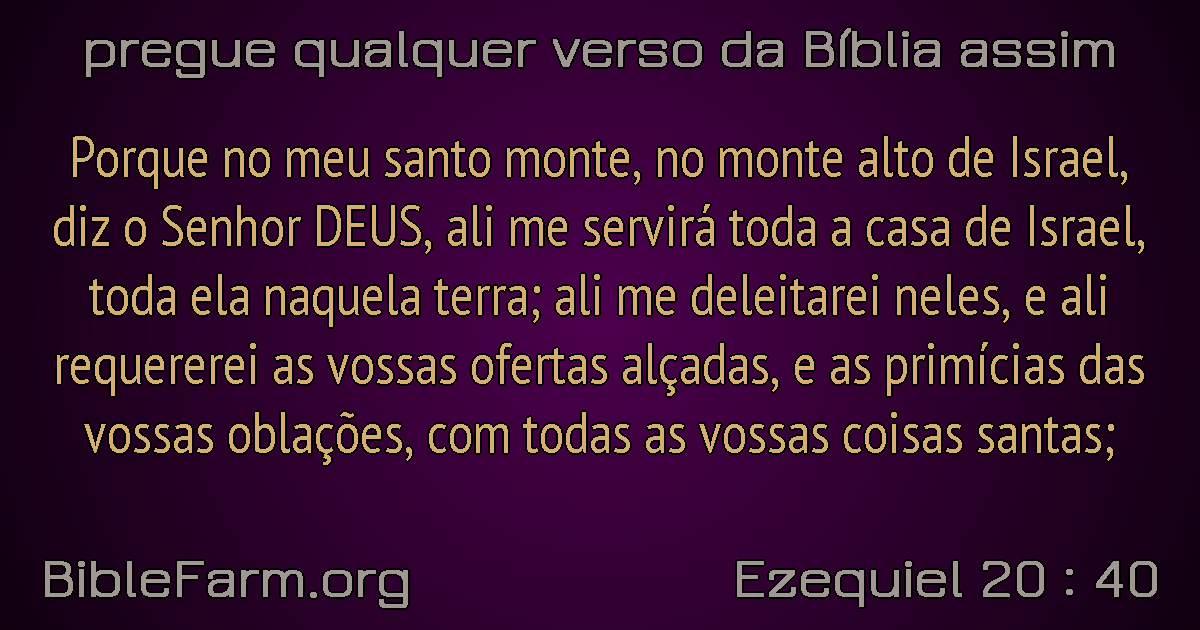 pregue qualquer verso da Bíblia assim
Porque no meu santo monte, no monte alto de Israel,
diz o Senhor DEUS, ali me servirá toda a casa de Israel,
toda ela naquela terra; ali me deleitarei neles, e ali
requererei as vossas ofertas alçadas, e as primícias das
vossas oblações, com todas as vossas coisas santas;
BibleFarm.org
Ezequiel 20 : 40